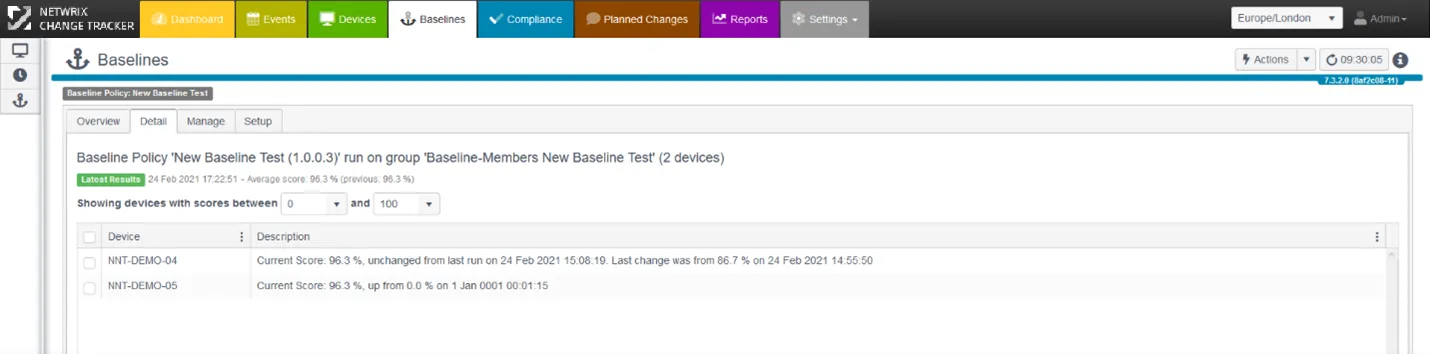 NETWRIX
CHANGE TRACKER
Dashboard Events Devices Baselines Compliance Planned Changes Reports Settings Europe/London Admin
Baselines Actions 09:30:05
7.3.2.0 (8af2c08-11)
Baseline Policy: New Baseline Test
Overview Detail Manage Setup
Baseline Policy 'New Baseline Test (1.0.0.3)' run on group 'Baseline-Members New Baseline Test' (2 devices)
Latest Results 24 Feb 2021 17:22:51 - Average score: 96.3 % (previous: 96.3 %)
Showing devices with scores between 0 and 100
Device Description
NNT-DEMO-04 Current Score: 96.3 %, unchanged from last run on 24 Feb 2021 15:08:19. Last change was from 86.7 % on 24 Feb 2021 14:55:50
NNT-DEMO-05 Current Score: 96.3 %, up from 0.0 % on 1 Jan 0001 00:01:15